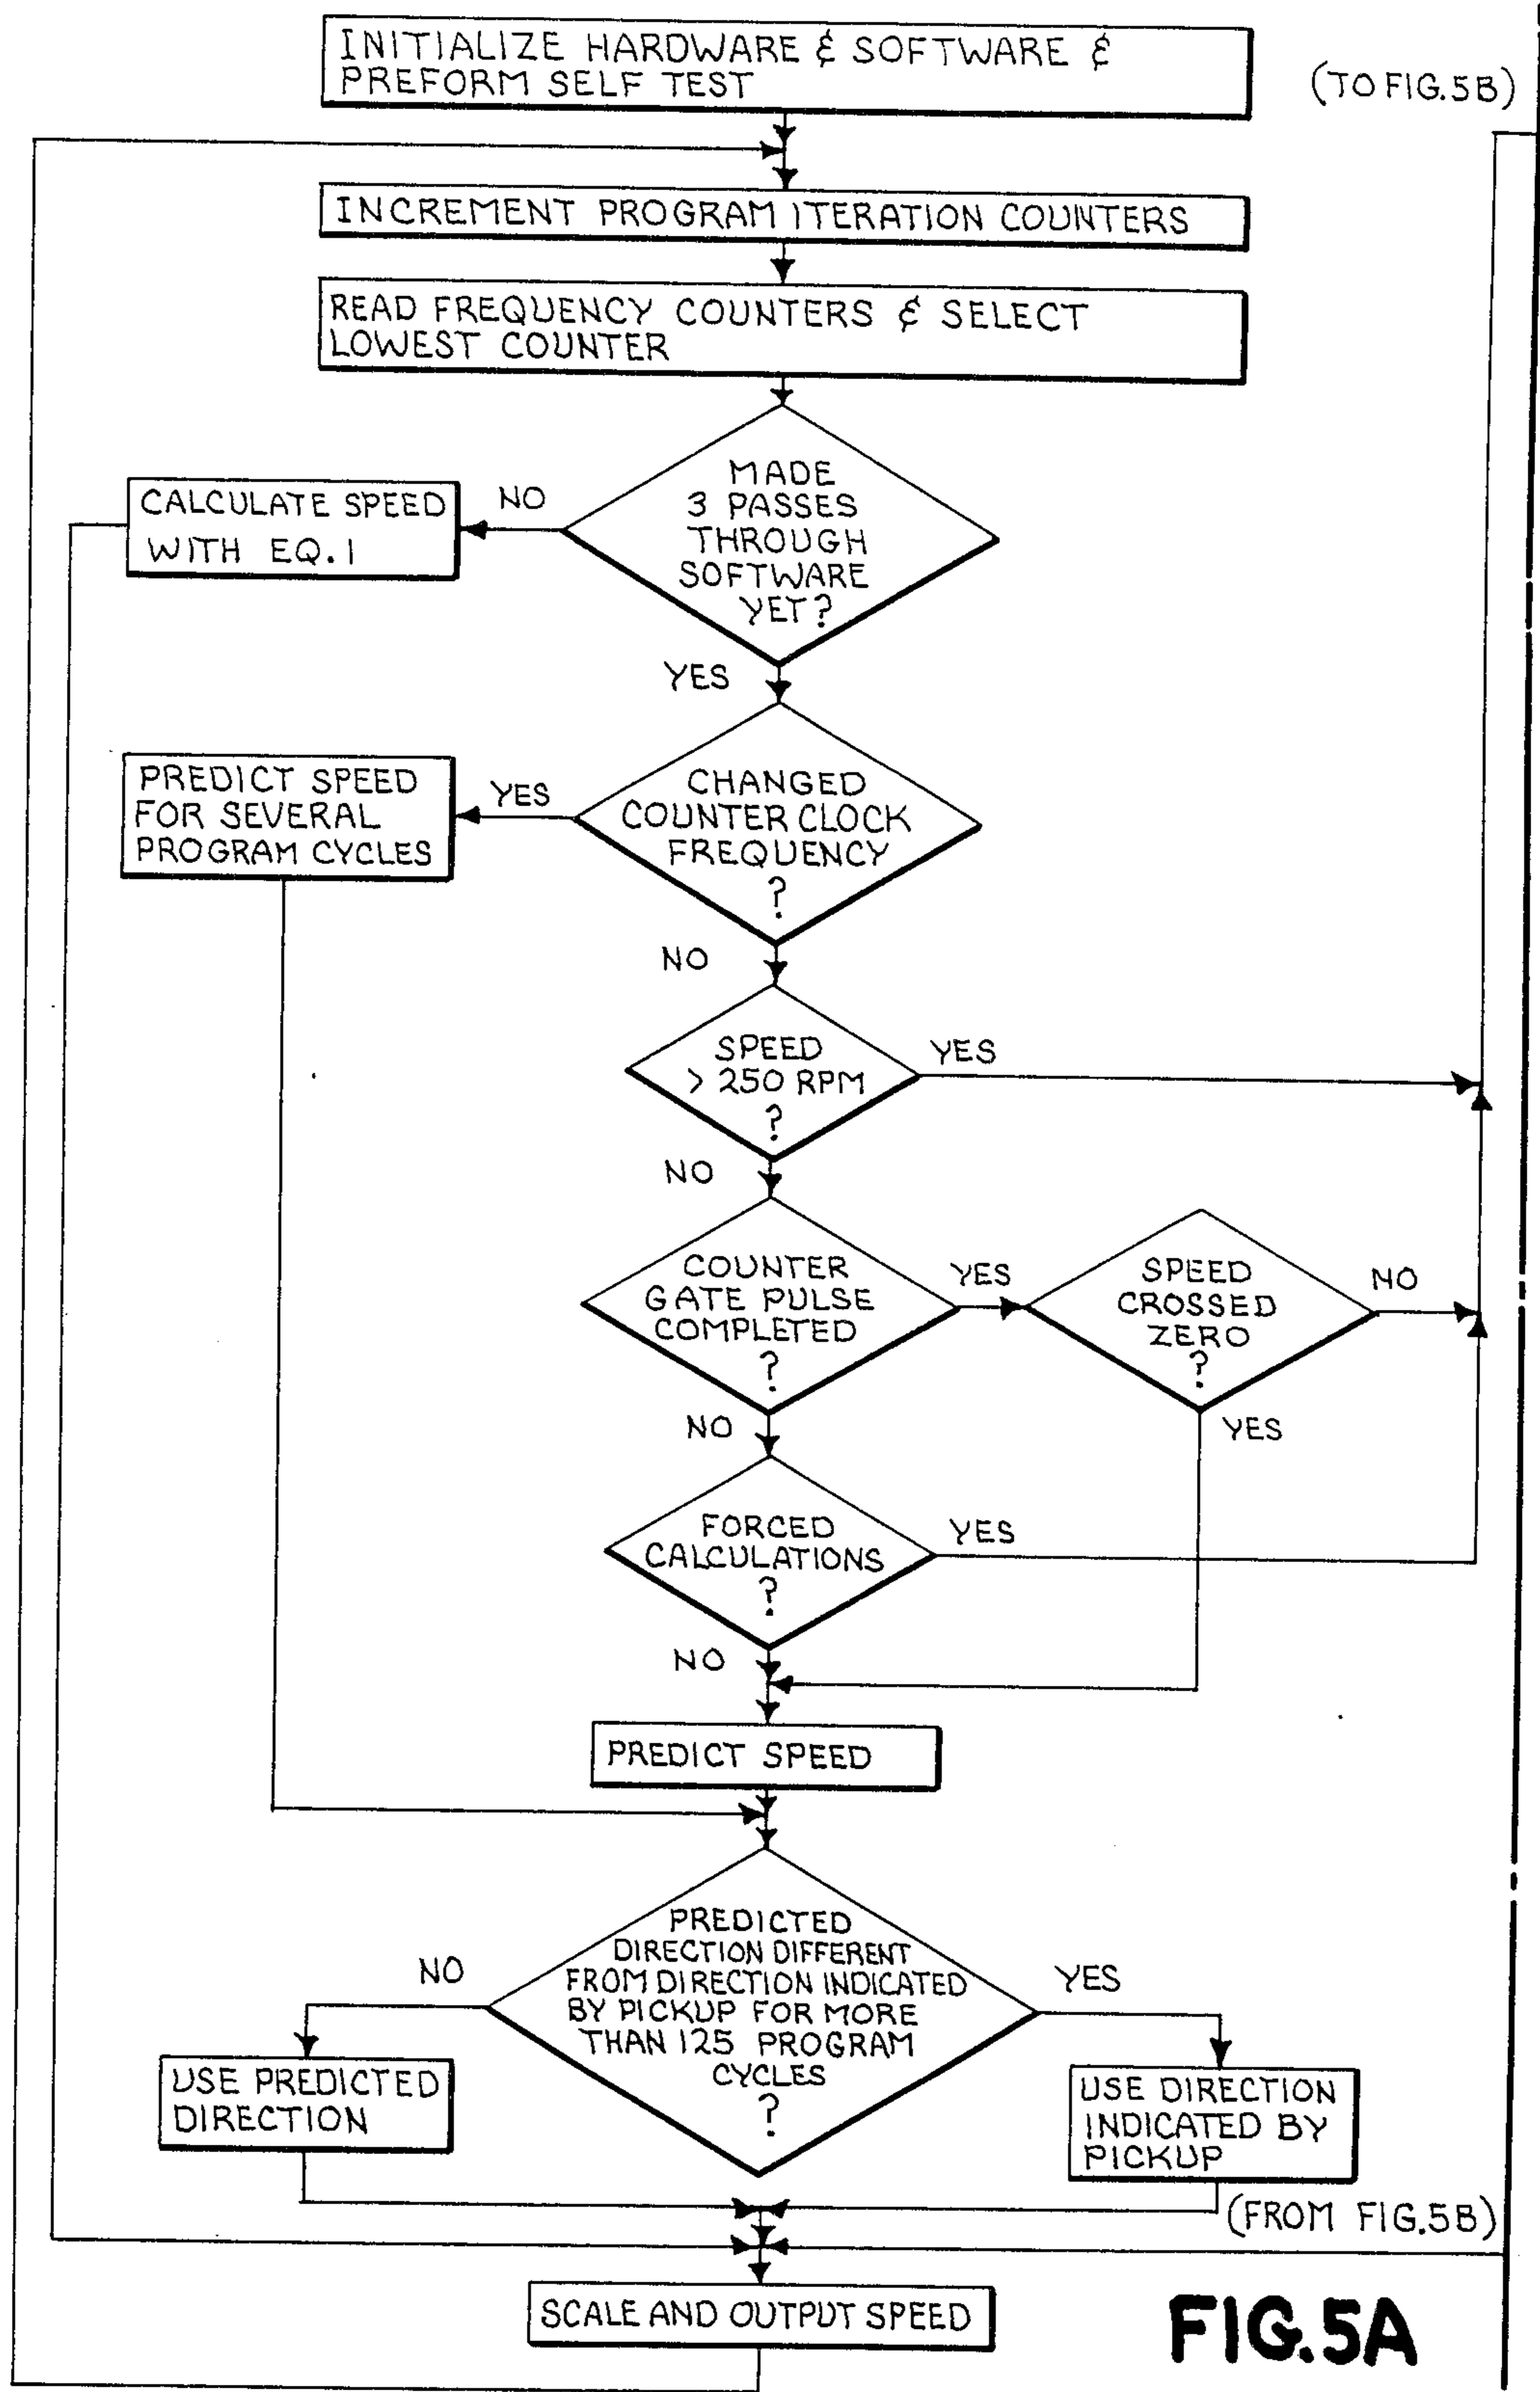 INITIALIZE HARDWARE & SOFTWARE &
PREFORM SELF TEST
(TO FIG.5B)
INCREMENT PROGRAM ITERATION COUNTERS
READ FREQUENCY COUNTERS & SELECT
LOWEST COUNTER
MADE
3 PASSES
THROUGH
SOFTWARE
YET?
NO
CALCULATE SPEED
WITH EQ.1
YES
CHANGED
COUNTER CLOCK
FREQUENCY
?
YES
PREDICT SPEED
FOR SEVERAL
PROGRAM CYCLES
NO
SPEED
> 250 RPM
?
YES
NO
COUNTER
GATE PULSE
COMPLETED
?
YES
SPEED
CROSSED
ZERO
?
NO
YES
NO
FORCED
CALCULATIONS
?
YES
NO
PREDICT SPEED
PREDICTED
DIRECTION DIFFERENT
FROM DIRECTION INDICATED
BY PICKUP FOR MORE
THAN 125 PROGRAM
CYCLES
?
NO
YES
USE PREDICTED
DIRECTION
USE DIRECTION
INDICATED BY
PICKUP
(FROM FIG.5B)
SCALE AND OUTPUT SPEED
FIG.5A